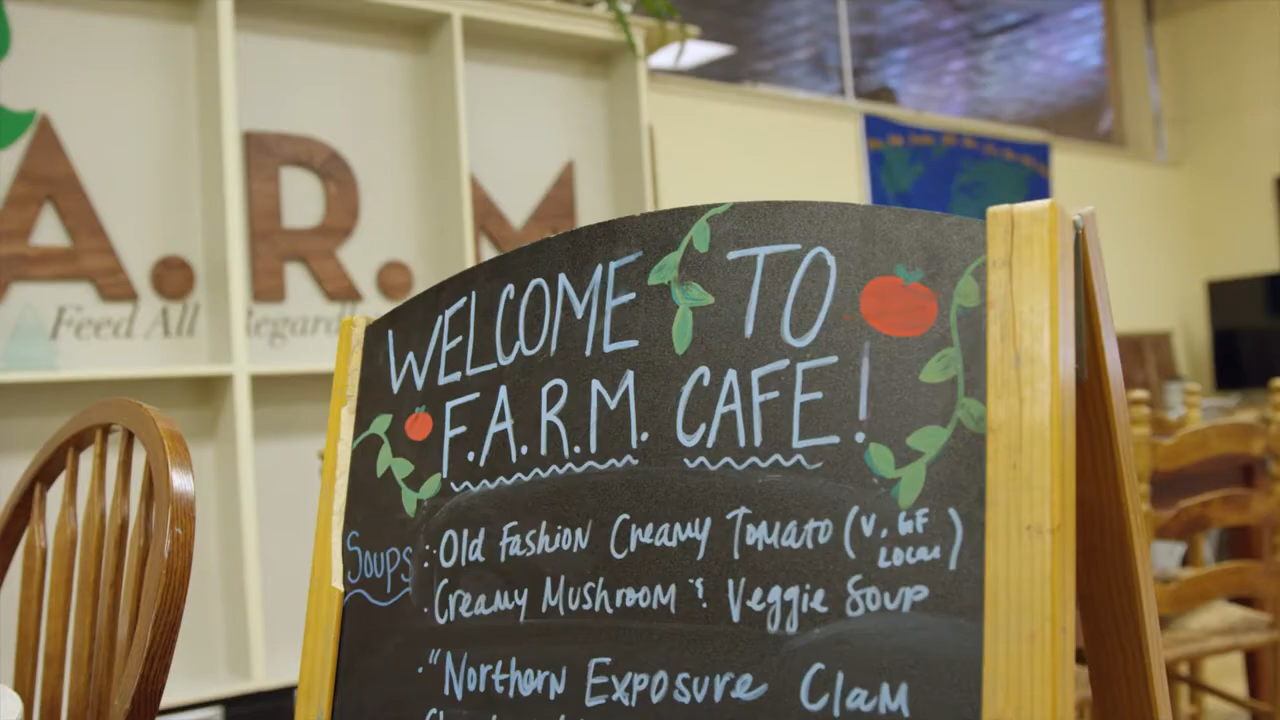 A.R.M
Feed All Regardl
WELCOME TO
F.A.R.M. CAFE!
Soups: Old Fashion Creamy Tomato (V, GF Local)
Creamy Mushroom & Veggie Soup
"Northern Exposure Clam